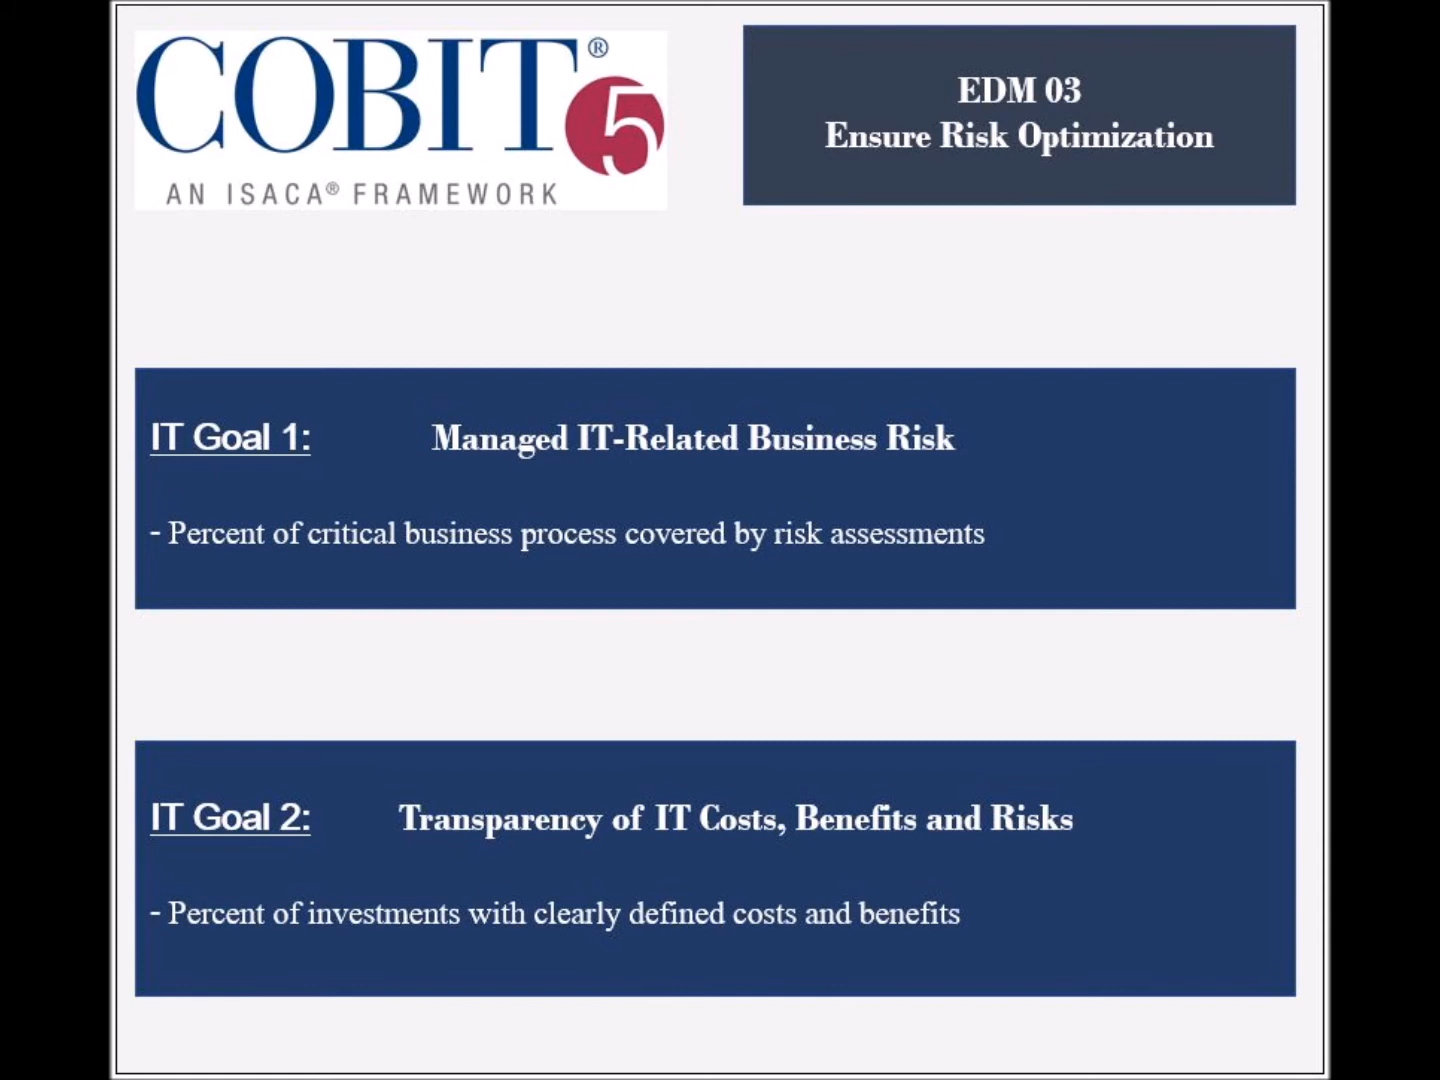 COBIT® 5
AN ISACA® FRAMEWORK
EDM 03
Ensure Risk Optimization
IT Goal 1: Managed IT-Related Business Risk
- Percent of critical business process covered by risk assessments
IT Goal 2: Transparency of IT Costs, Benefits and Risks
- Percent of investments with clearly defined costs and benefits